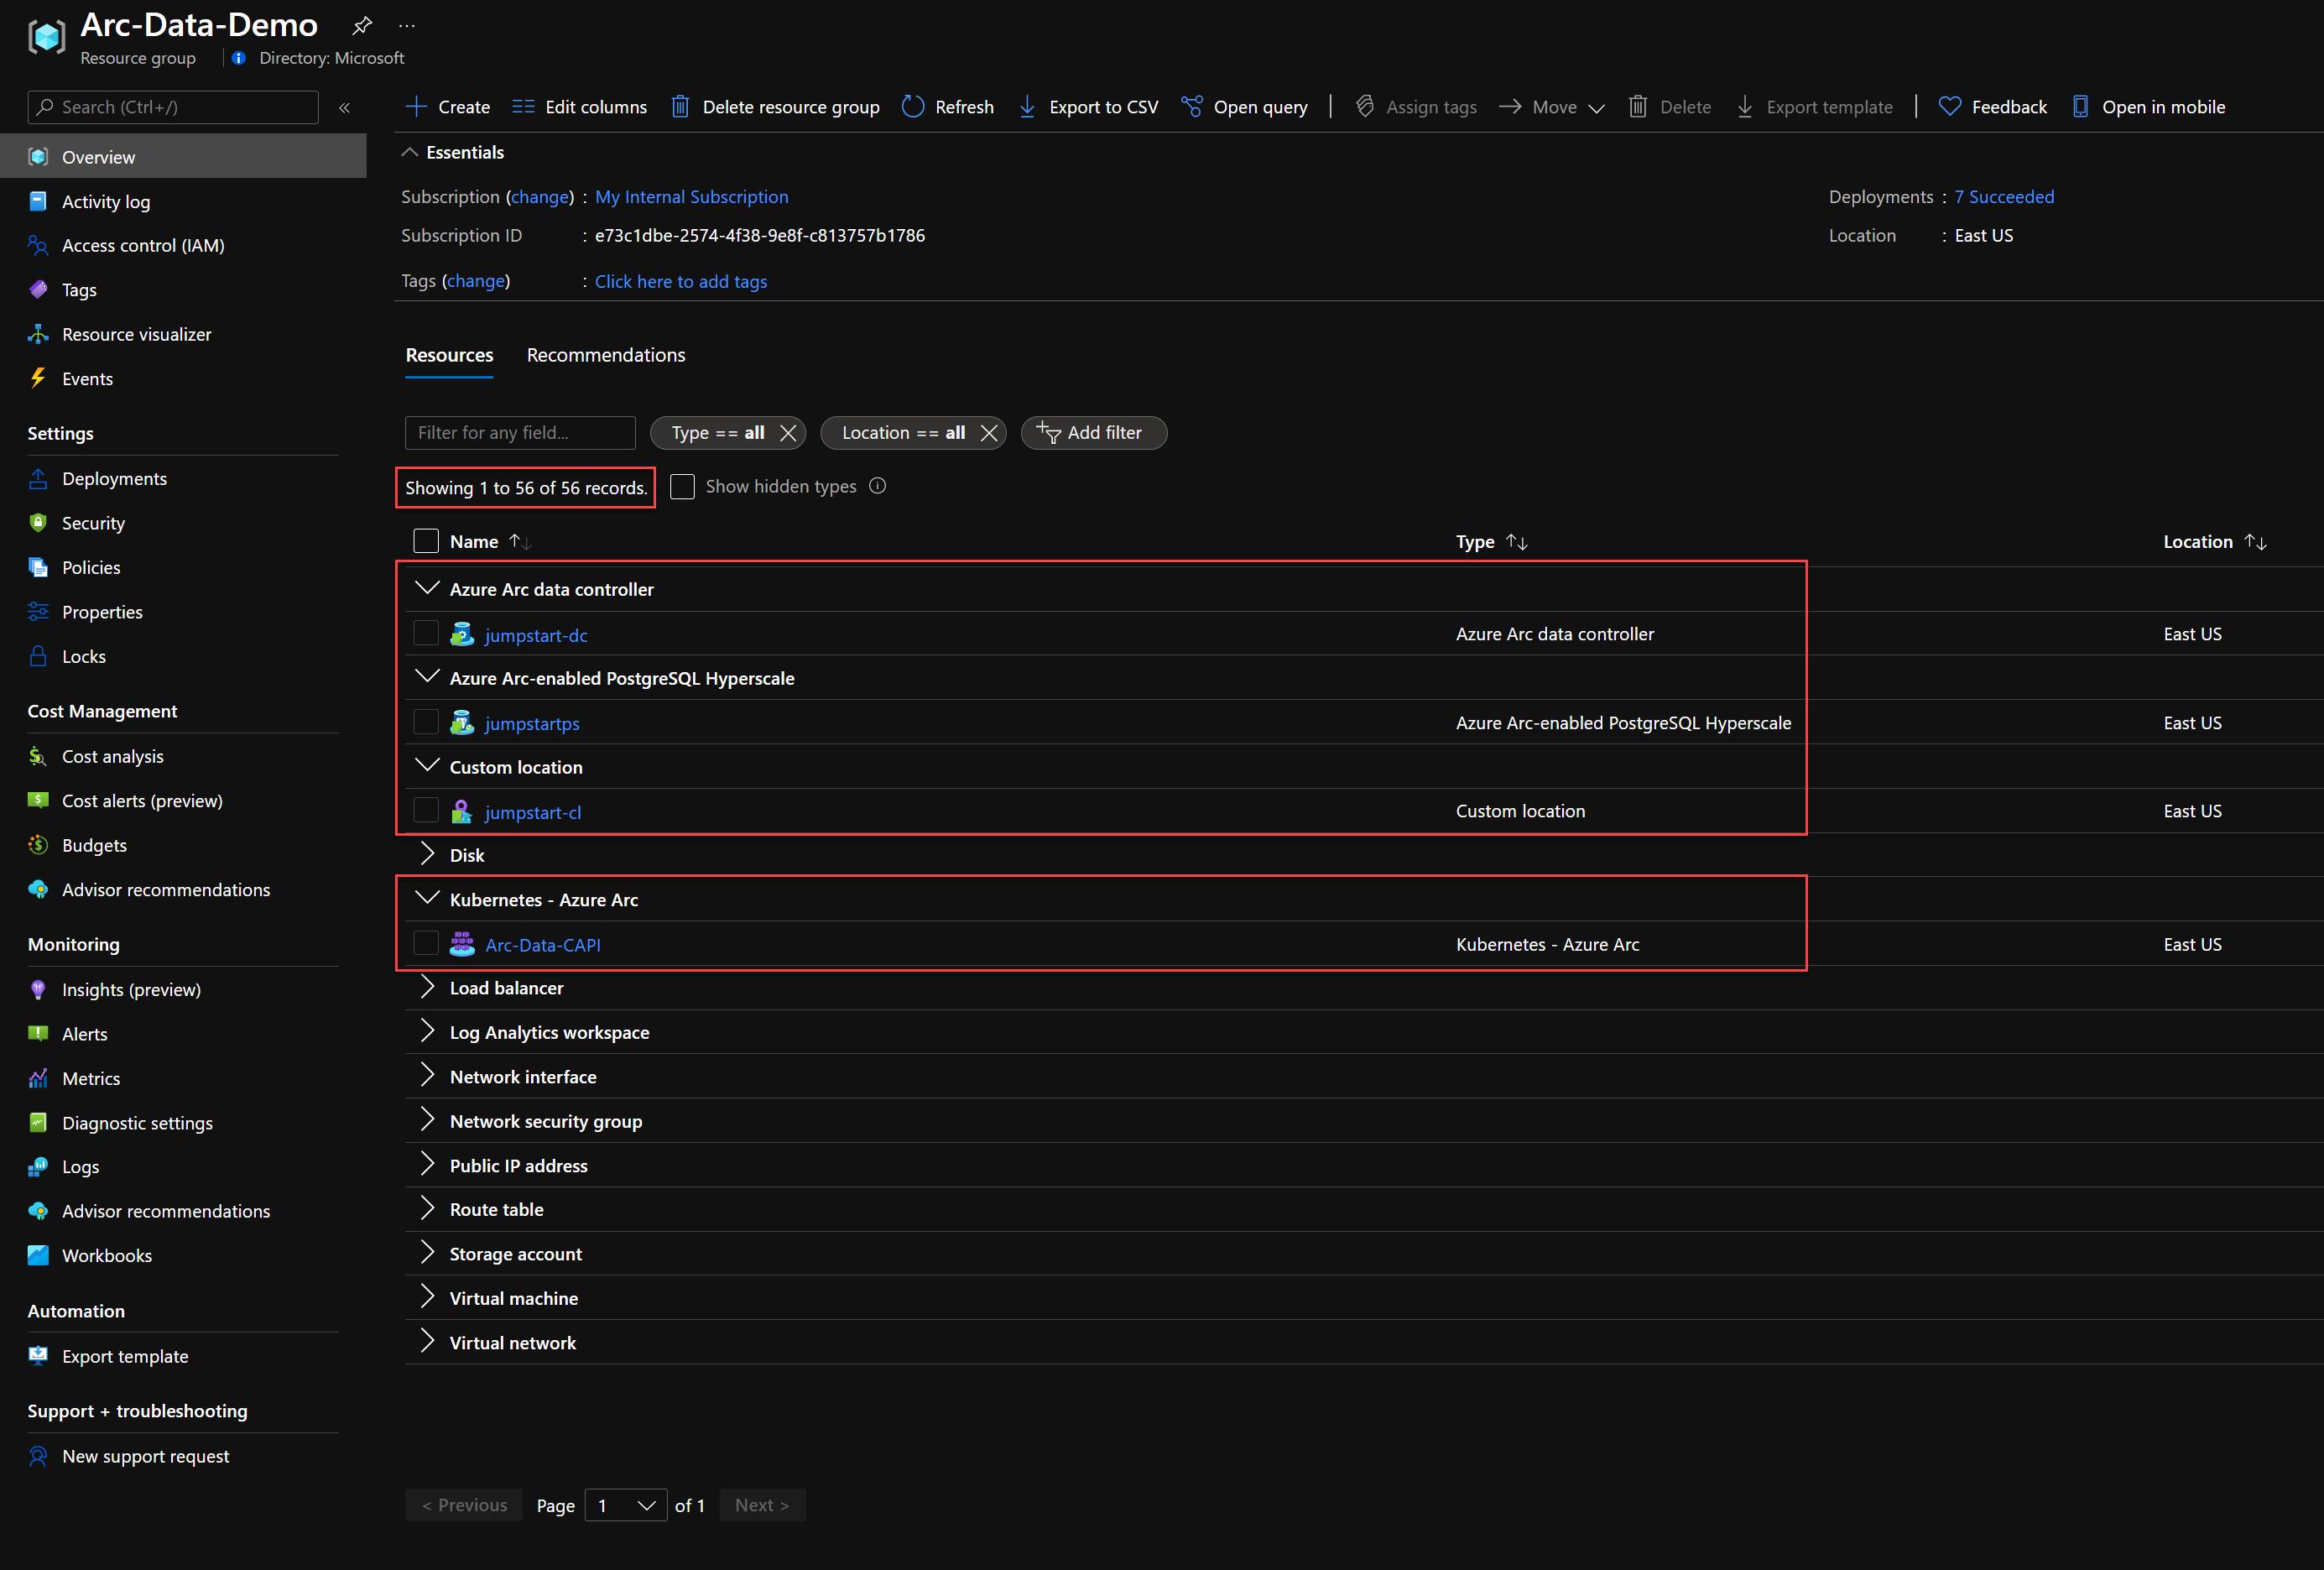 Arc-Data-Demo
Resource group
Directory: Microsoft
Search (Ctrl+/)
Overview
Activity log
Access control (IAM)
Tags
Resource visualizer
Events
Settings
Deployments
Security
Policies
Properties
Locks
Cost Management
Cost analysis
Cost alerts (preview)
Budgets
Advisor recommendations
Monitoring
Insights (preview)
Alerts
Metrics
Diagnostic settings
Logs
Advisor recommendations
Workbooks
Automation
Export template
Support + troubleshooting
New support request
Create Edit columns Delete resource group Refresh Export to CSV Open query Assign tags Move Delete Export template Feedback Open in mobile
Essentials
Subscription (change) : My Internal Subscription
Subscription ID : e73c1dbe-2574-4f38-9e8f-c813757b1786
Tags (change) : Click here to add tags
Deployments : 7 Succeeded
Location : East US
Resources Recommendations
Filter for any field... Type == all Location == all Add filter
Showing 1 to 56 of 56 records. Show hidden types
Name Type Location
Azure Arc data controller
jumpstart-dc Azure Arc data controller East US
Azure Arc-enabled PostgreSQL Hyperscale
jumpstartps Azure Arc-enabled PostgreSQL Hyperscale East US
Custom location
jumpstart-cl Custom location East US
Disk
Kubernetes - Azure Arc
Arc-Data-CAPI Kubernetes - Azure Arc East US
Load balancer
Log Analytics workspace
Network interface
Network security group
Public IP address
Route table
Storage account
Virtual machine
Virtual network
< Previous Page 1 of 1 Next >